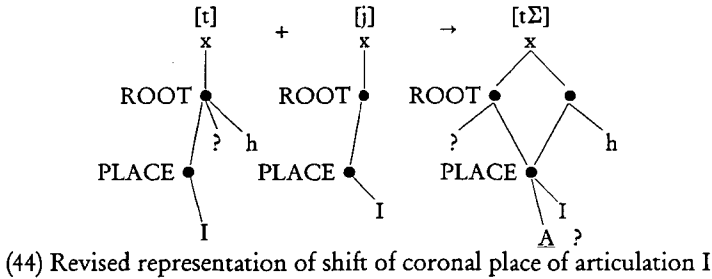 [t] + [j] → [tΣ]
x x x
ROOT ROOT ROOT
? h ? h
PLACE PLACE PLACE
I I I
A ?
(44) Revised representation of shift of coronal place of articulation I